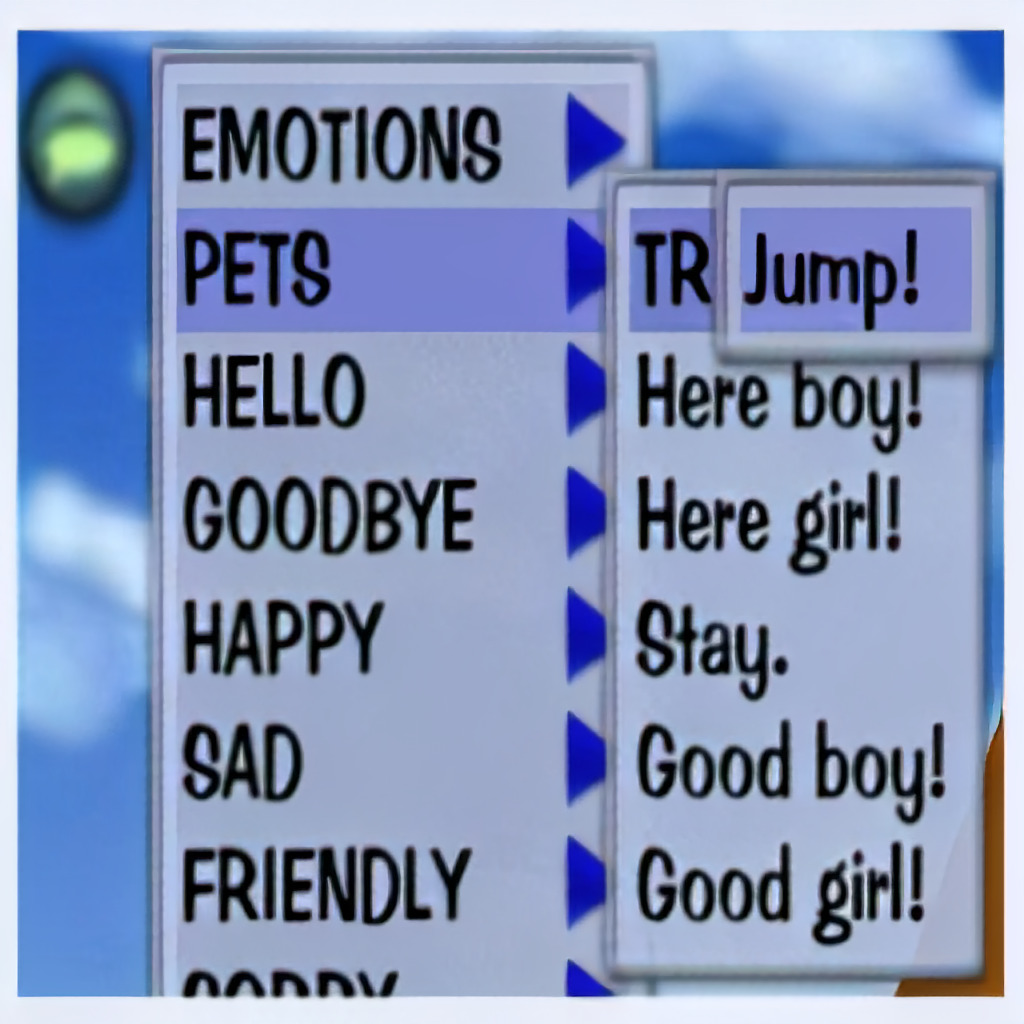 EMOTIONS
PETS
HELLO
GOODBYE
HAPPY
SAD
FRIENDLY
TR
Jump!
Here boy!
Here girl!
Stay.
Good boy!
Good girl!